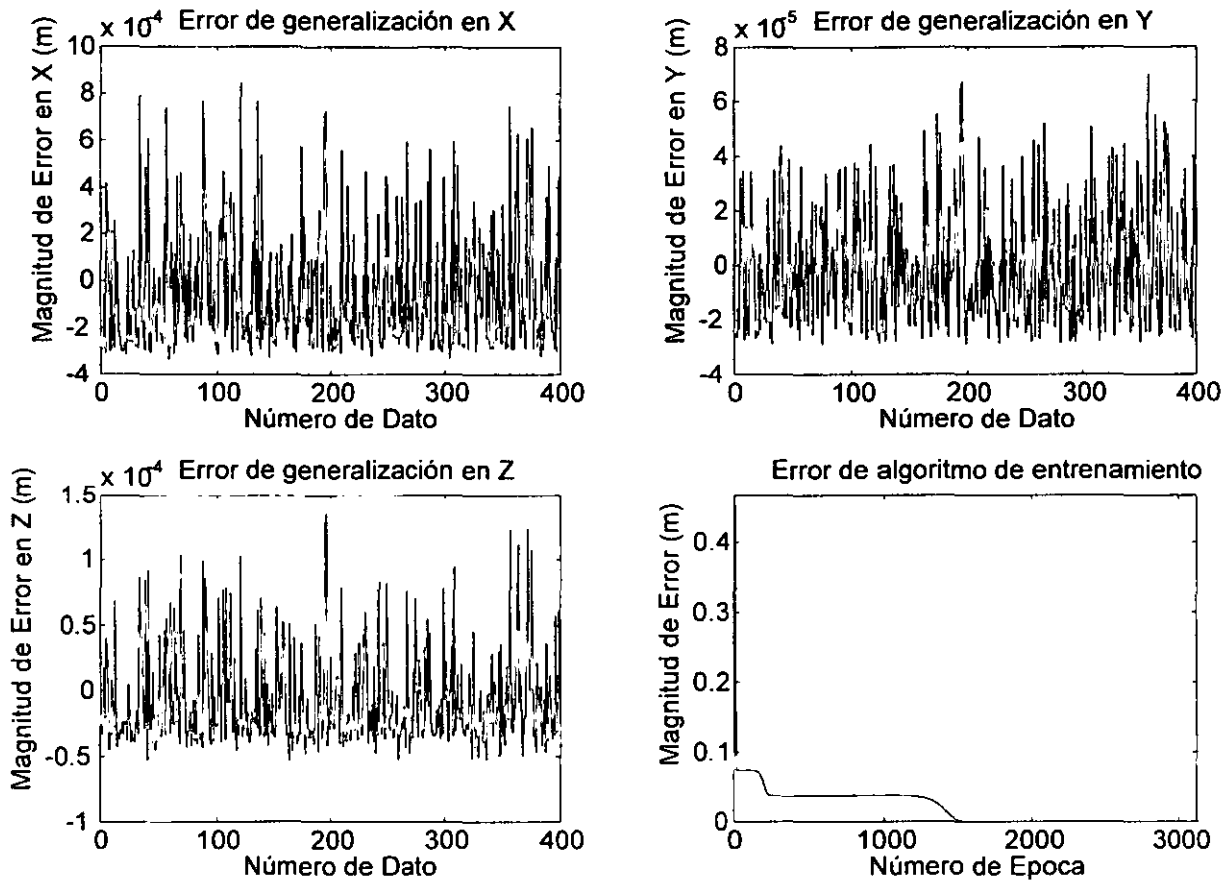 Error de generalización en X
x 10-4
Magnitud de Error en X (m)
10
8
6
4
2
0
-2
-4
0 100 200 300 400
Número de Dato
Error de generalización en Y
x 10-5
Magnitud de Error en Y (m)
8
6
4
2
0
-2
-4
0 100 200 300 400
Número de Dato
Error de generalización en Z
x 10-4
Magnitud de Error en Z (m)
1.5
1
0.5
0
-0.5
-1
0 100 200 300 400
Número de Dato
Error de algoritmo de entrenamiento
Magnitud de Error (m)
0.4
0.3
0.2
0.1
0
0 1000 2000 3000
Número de Epoca